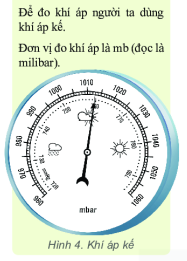 Để đo khí áp người ta dùng
khí áp kế.
Đơn vị đo khí áp là mb (đọc là
milibar).
1010
1000
1020
990
1030
980
1040
970
1050
960
1060
mbar
Hình 4. Khí áp kế